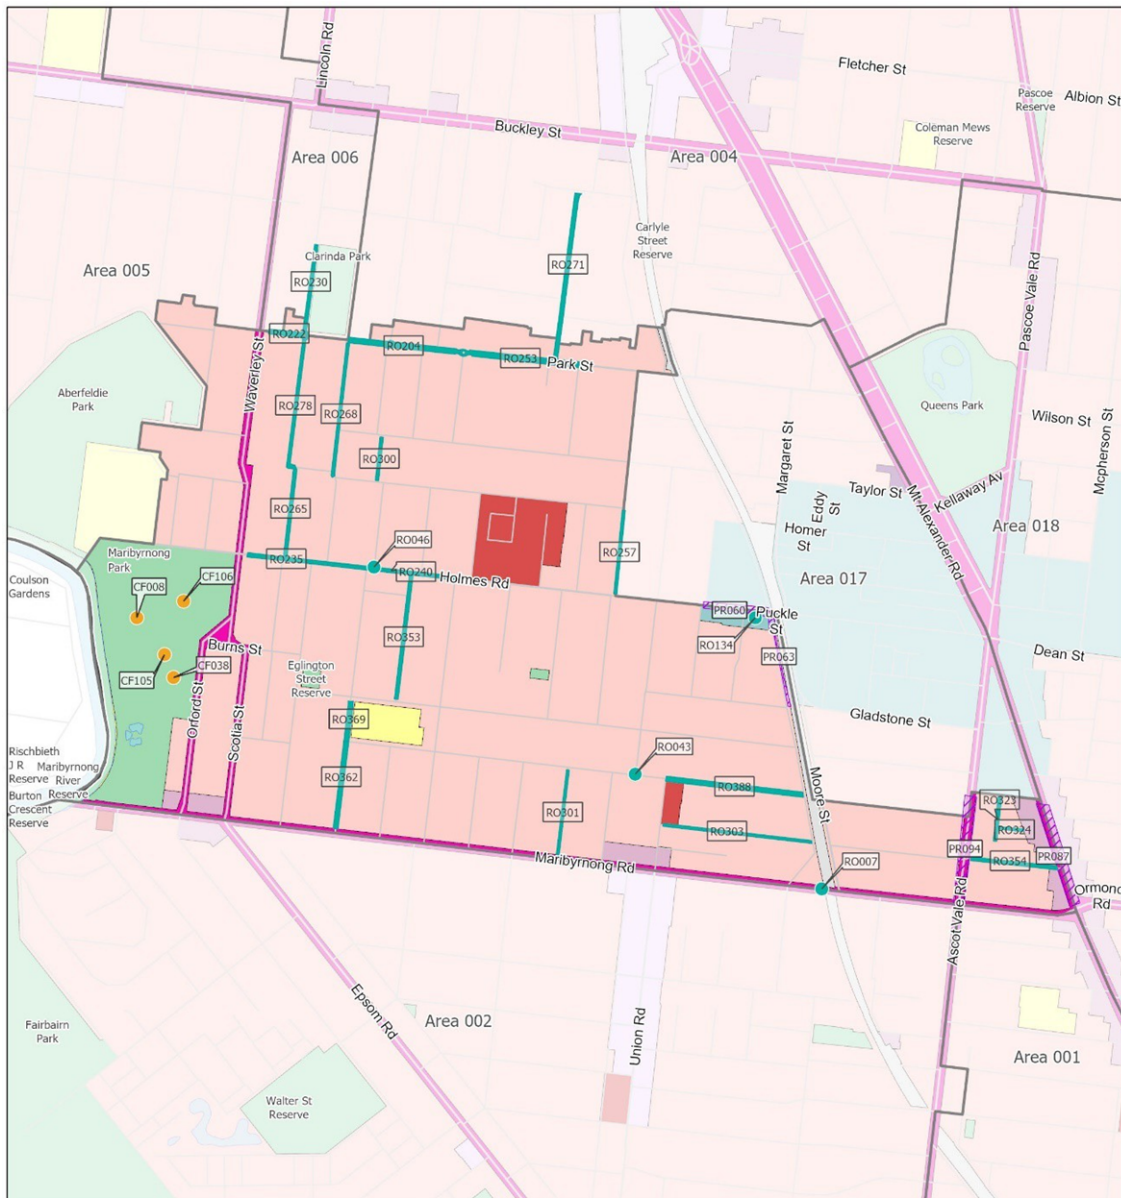 Lincoln Rd
Fletcher St
Pascoe
Reserve
Albion St
Buckley St
Coleman Mews
Reserve
Area 006
Area 004
Carlyle
Street
Reserve
Clarinda Park
Area 005
RO271
RO230
Pascoe Vale Rd
RO222
RO204
RO253
Park St
Waverley St
Aberfeldie
Park
RO278
RO268
Queens Park
Wilson St
Mcpherson St
Margaret St
RO300
Taylor St
Kellaway Av
Mt Alexander Rd
Eddy
St
RO265
Homer
St
Area 018
RO046
Maribyrnong
Park
RO235
RO240
Holmes Rd
RO257
Area 017
Coulson
Gardens
CF106
CF008
PR060
Puckle
St
RO134
RO353
Burns St
Dean St
PR063
CF038
CF105
Eglington
Street
Reserve
Orford St
Scotia St
RO369
Gladstone St
Rischbieth
J R
Reserve
Maribyrnong
River
Reserve
Burton
Crescent
Reserve
RO043
RO362
RO388
Moore St
RO301
RO323
RO324
RO303
PR094
RO354
PR087
Maribyrnong Rd
RO007
Ormond
Rd
Ascot Vale Rd
Epsom Rd
Area 002
Union Rd
Fairbairn
Park
Area 001
Walter St
Reserve